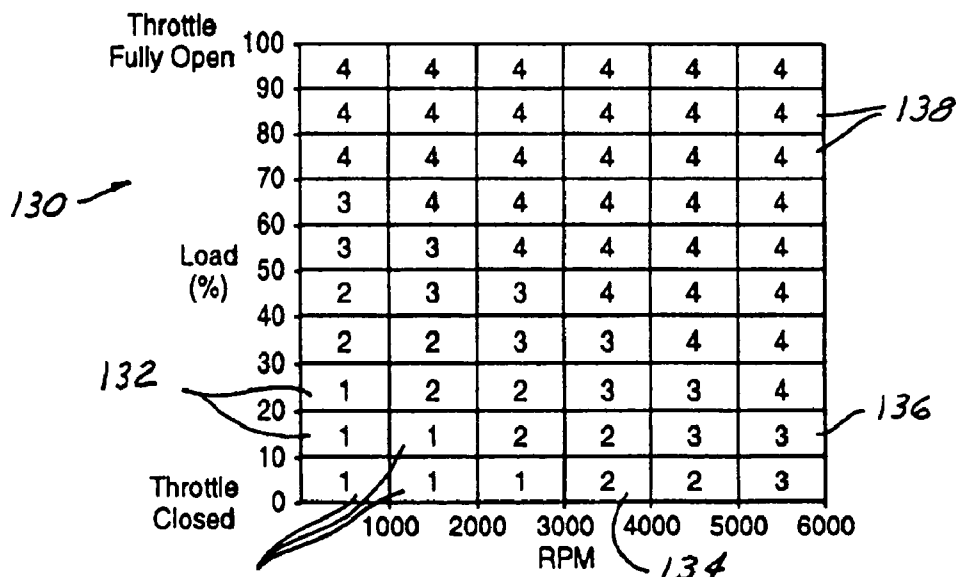 Throttle
Fully Open
100
4 4 4 4 4 4
90
4 4 4 4 4 4
138
80
4 4 4 4 4 4
70
130
3 4 4 4 4 4
60
Load
(%)
3 3 4 4 4 4
50
2 3 3 4 4 4
40
2 2 3 3 4 4
30
132
1 2 2 3 3 4
20
1 1 2 2 3 3
136
10
Throttle
Closed
1 1 1 2 2 3
0
1000 2000 3000 4000 5000 6000
RPM
134